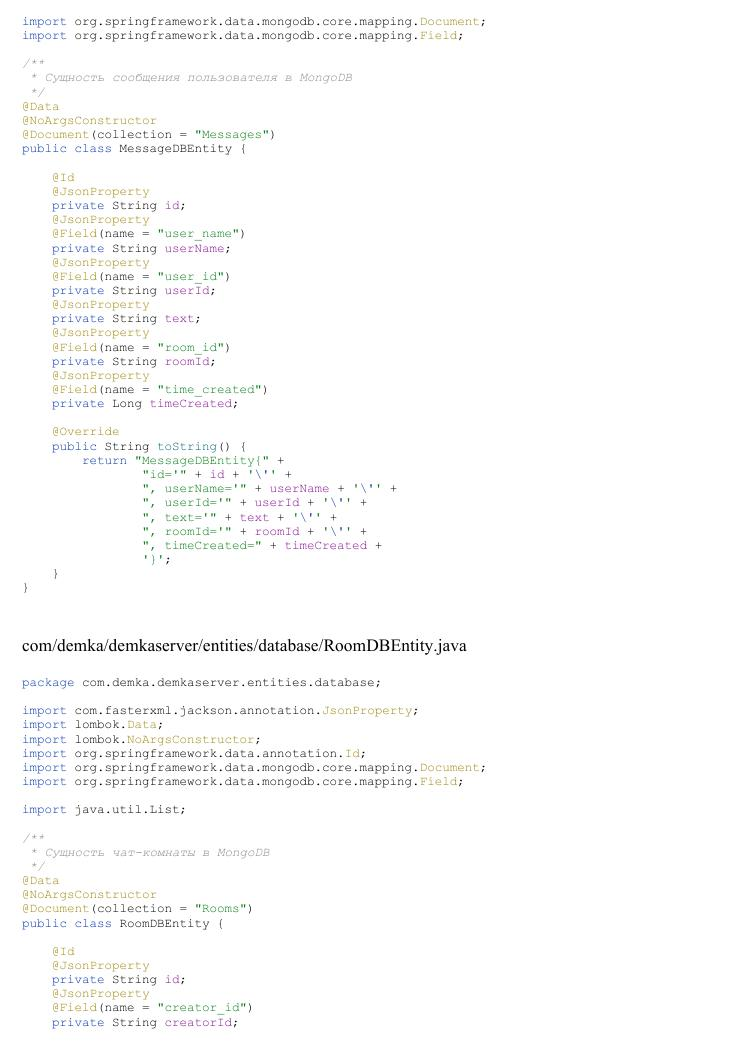 import org.springframework.data.mongodb.core.mapping.Document;
import org.springframework.data.mongodb.core.mapping.Field;
/**
 * Сущность сообщения пользователя в MongoDB
 */
@Data
@NoArgsConstructor
@Document(collection = "Messages")
public class MessageDBEntity {
    @Id
    @JsonProperty
    private String id;
    @JsonProperty
    @Field(name = "user_name")
    private String userName;
    @JsonProperty
    @Field(name = "user_id")
    private String userId;
    @JsonProperty
    private String text;
    @JsonProperty
    @Field(name = "room_id")
    private String roomId;
    @JsonProperty
    @Field(name = "time_created")
    private Long timeCreated;
    @Override
    public String toString() {
        return "MessageDBEntity{" +
                "id='" + id + '\'' +
                ", userName='" + userName + '\'' +
                ", userId='" + userId + '\'' +
                ", text='" + text + '\'' +
                ", roomId='" + roomId + '\'' +
                ", timeCreated=" + timeCreated +
                '}';
    }
}
com/demka/demkaserver/entities/database/RoomDBEntity.java
package com.demka.demkaserver.entities.database;
import com.fasterxml.jackson.annotation.JsonProperty;
import lombok.Data;
import lombok.NoArgsConstructor;
import org.springframework.data.annotation.Id;
import org.springframework.data.mongodb.core.mapping.Document;
import org.springframework.data.mongodb.core.mapping.Field;
import java.util.List;
/**
 * Сущность чат-комнаты в MongoDB
 */
@Data
@NoArgsConstructor
@Document(collection = "Rooms")
public class RoomDBEntity {
    @Id
    @JsonProperty
    private String id;
    @JsonProperty
    @Field(name = "creator_id")
    private String creatorId;